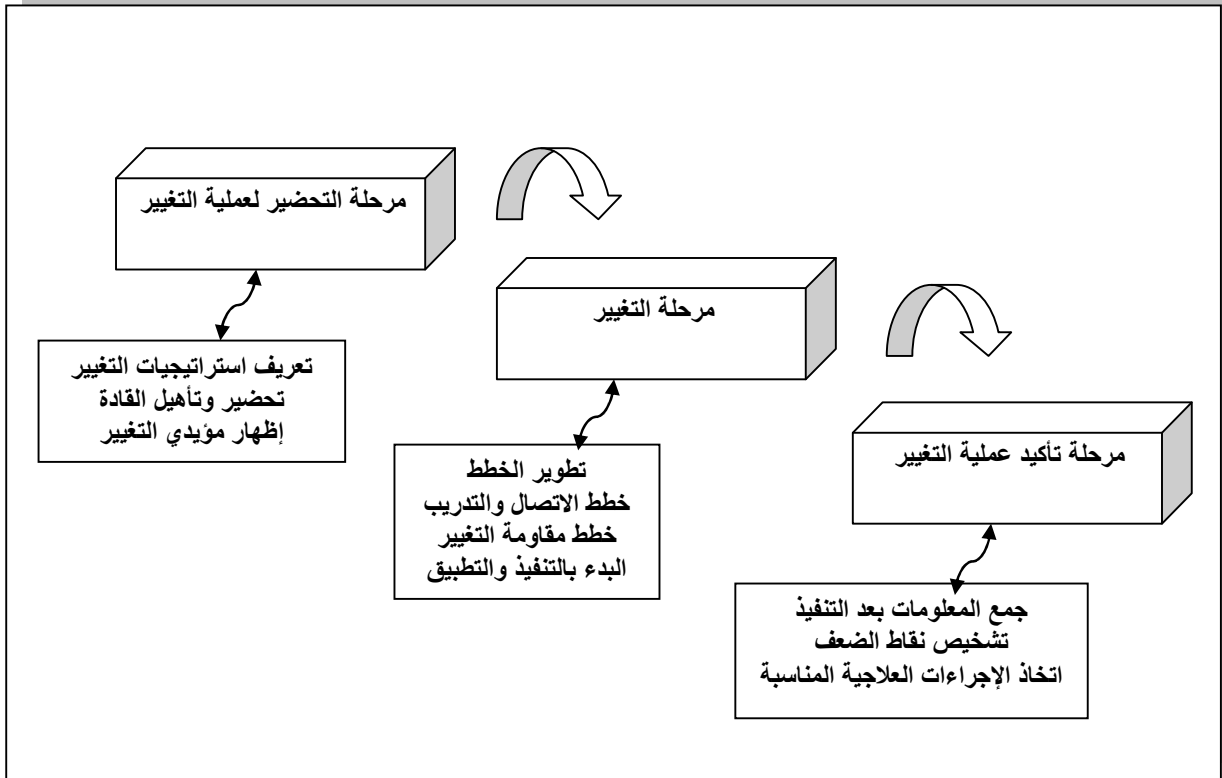 مرحلة التحضير لعملية التغيير
تعريف استراتيجيات التغيير
تحضير وتأهيل القادة
إظهار مؤيدي التغيير
مرحلة التغيير
تطوير الخطط
خطط الاتصال والتدريب
خطط مقاومة التغيير
البدء بالتنفيذ والتطبيق
مرحلة تأكيد عملية التغيير
جمع المعلومات بعد التنفيذ
تشخيص نقاط الضعف
اتخاذ الإجراءات العلاجية المناسبة